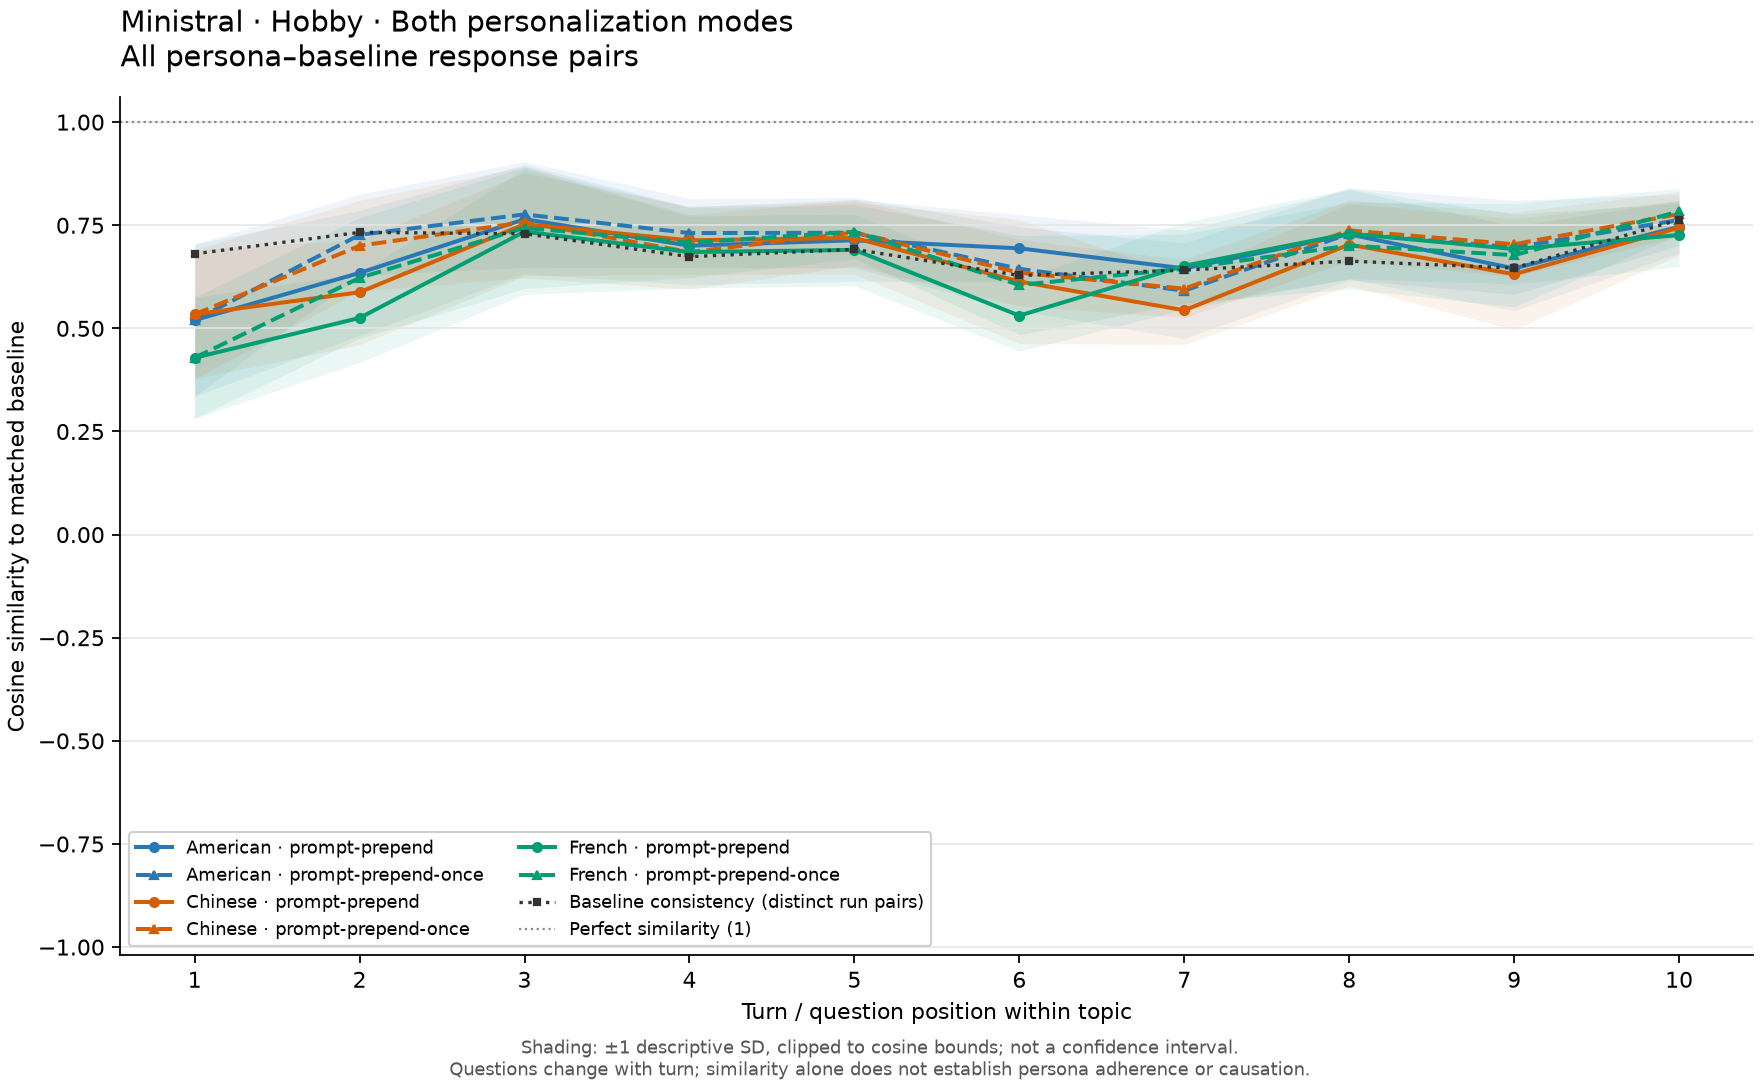 Ministral · Hobby · Both personalization modes
All persona–baseline response pairs
Cosine similarity to matched baseline
1.00
0.75
0.50
0.25
0.00
−0.25
−0.50
−0.75
−1.00
American · prompt-prepend
American · prompt-prepend-once
Chinese · prompt-prepend
Chinese · prompt-prepend-once
French · prompt-prepend
French · prompt-prepend-once
Baseline consistency (distinct run pairs)
Perfect similarity (1)
1 2 3 4 5 6 7 8 9 10
Turn / question position within topic
Shading: ±1 descriptive SD, clipped to cosine bounds; not a confidence interval.
Questions change with turn; similarity alone does not establish persona adherence or causation.